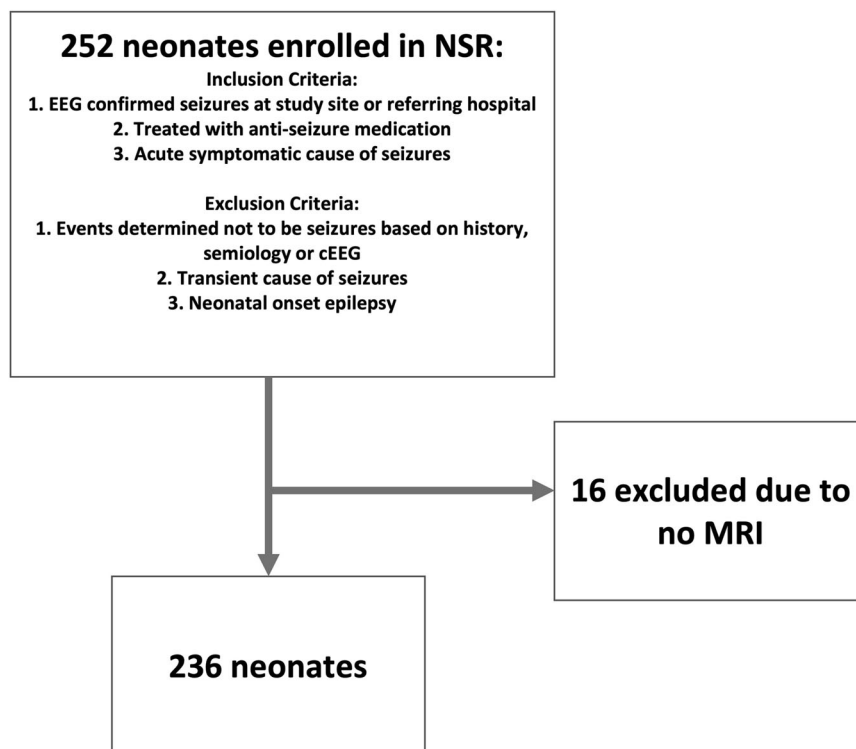 252 neonates enrolled in NSR:
Inclusion Criteria:
1. EEG confirmed seizures at study site or referring hospital
2. Treated with anti-seizure medication
3. Acute symptomatic cause of seizures
Exclusion Criteria:
1. Events determined not to be seizures based on history,
semiology or cEEG
2. Transient cause of seizures
3. Neonatal onset epilepsy
16 excluded due to
no MRI
236 neonates